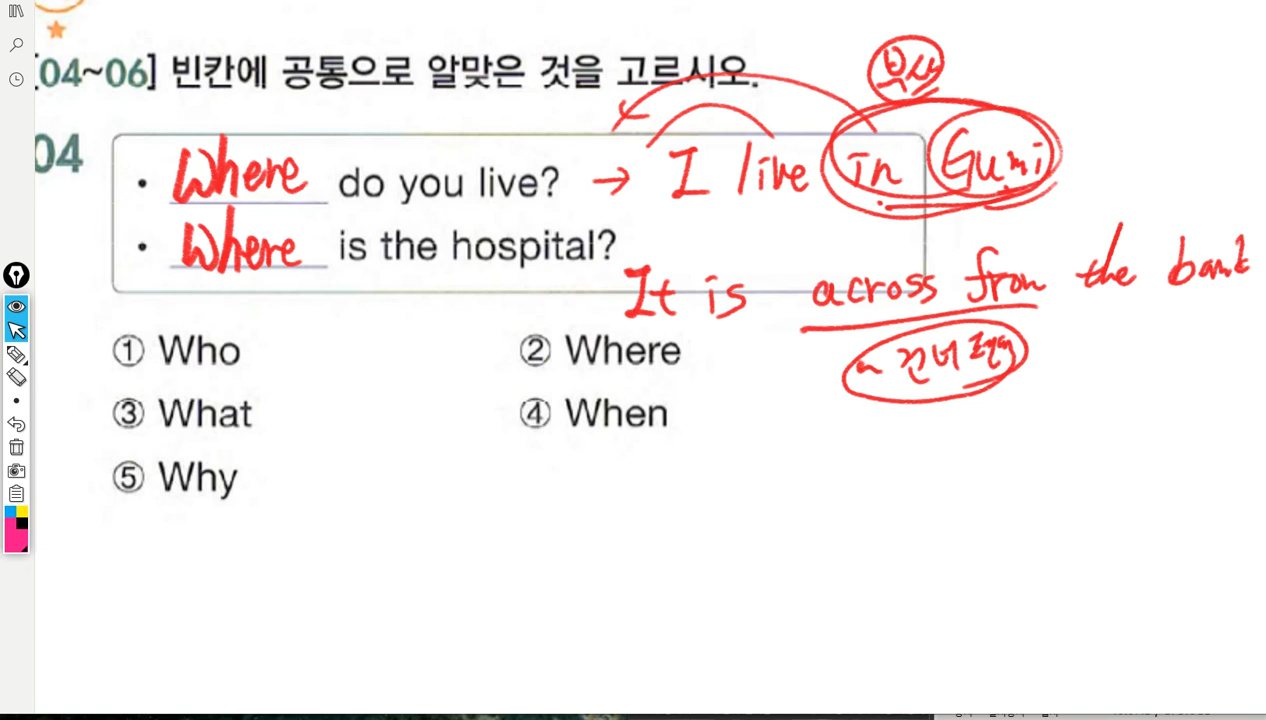 [04~06] 빈칸에 공통으로 알맞은 것을 고르시오.
부사
04
• Where do you live? → I live in Gumi
• Where is the hospital?
It is across from the bank
건너편에
① Who ② Where
③ What ④ When
⑤ Why